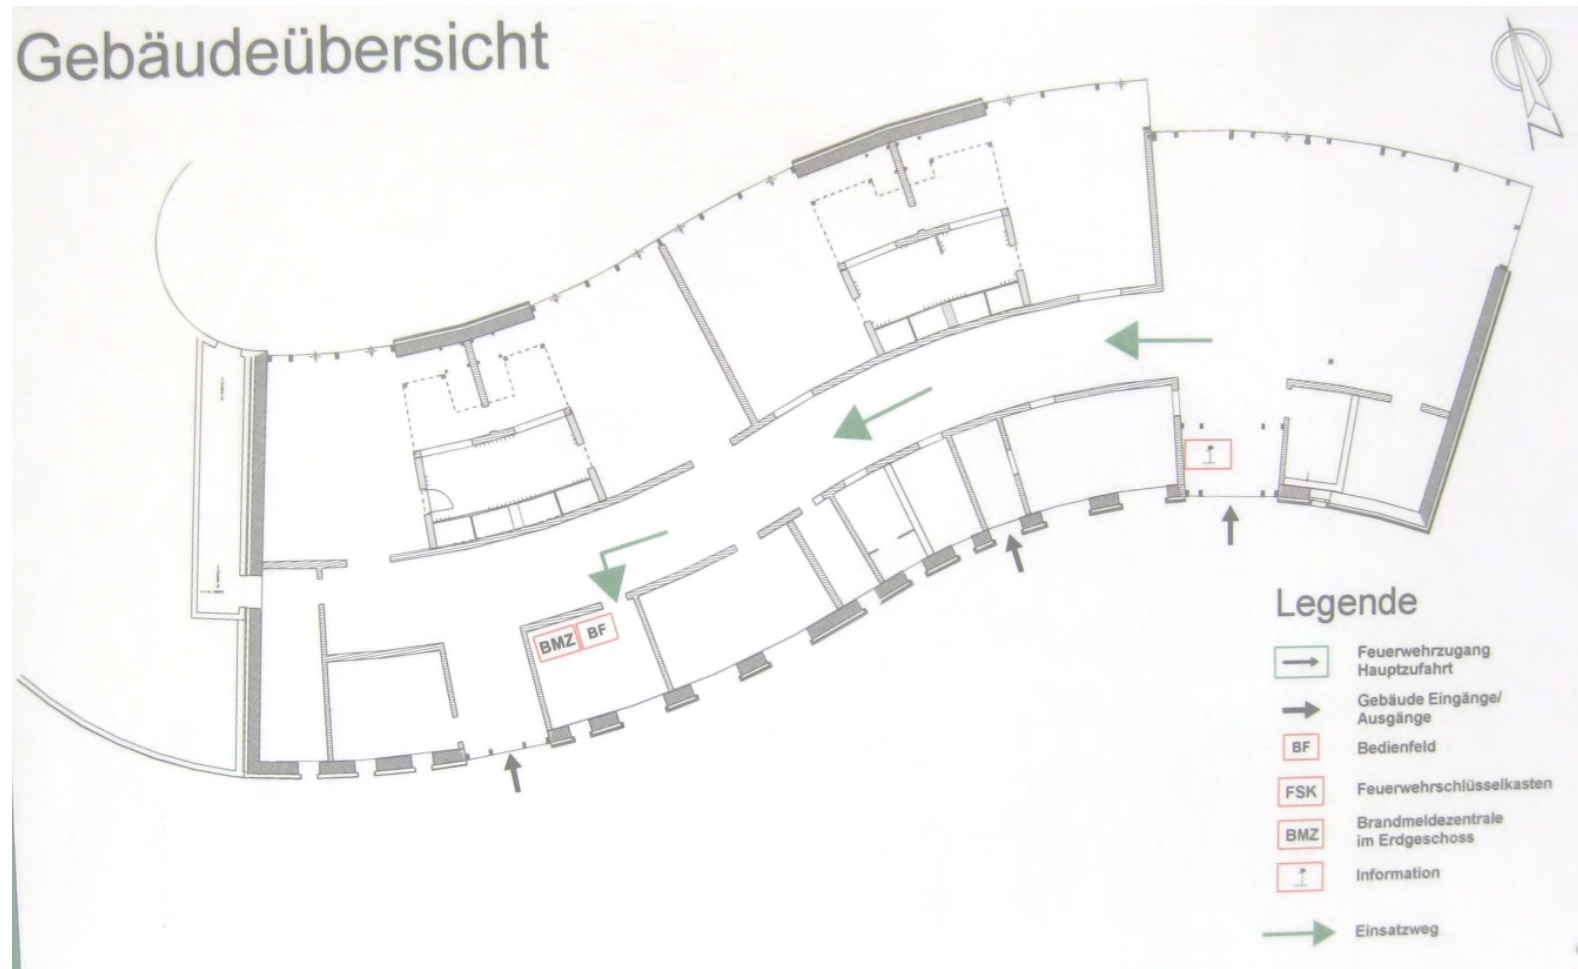 Gebäudeübersicht
N
BMZ
BF
Legende
Feuerwehrzugang
Hauptzufahrt
Gebäude Eingänge/
Ausgänge
BF
Bedienfeld
FSK
Feuerwehrschlüsselkasten
BMZ
Brandmeldezentrale
im Erdgeschoss
Information
Einsatzweg